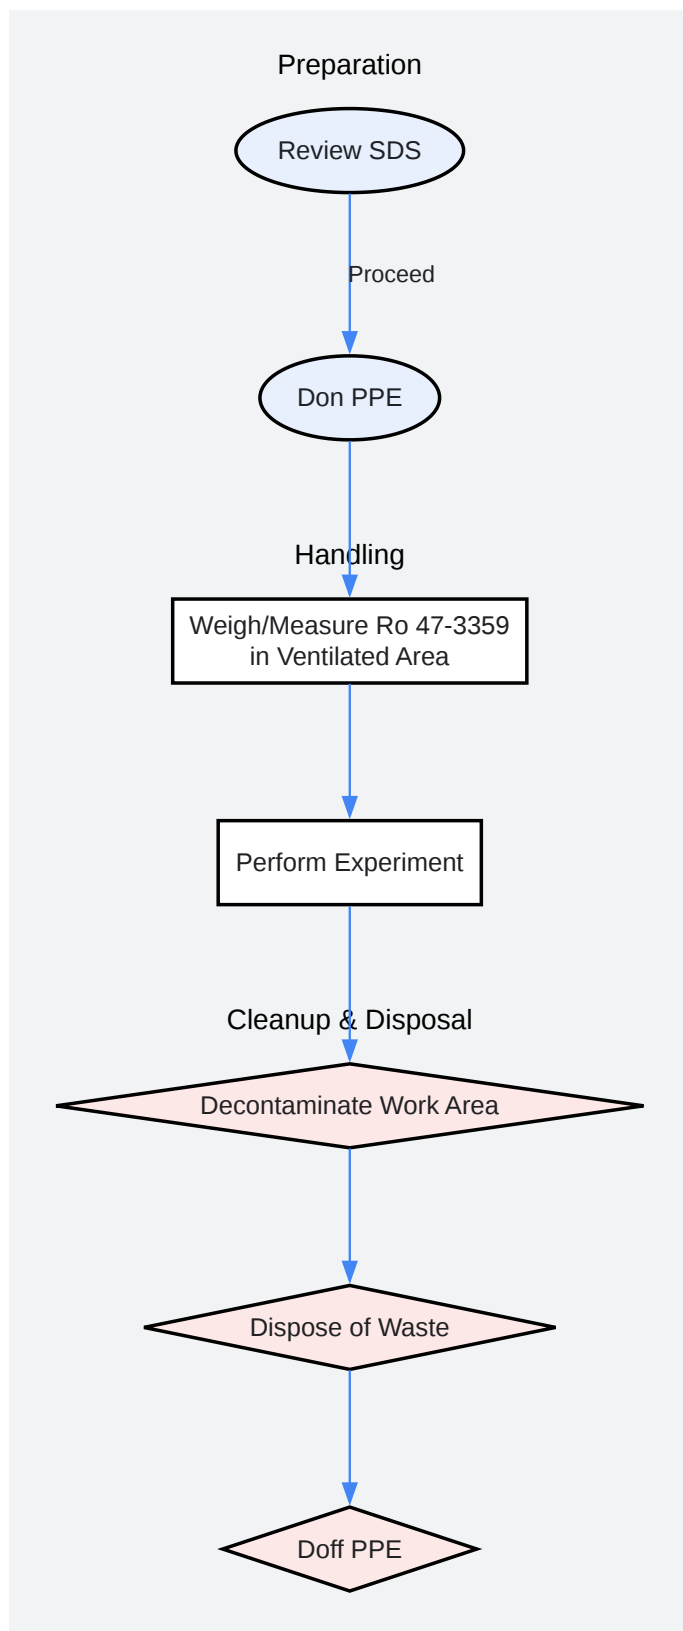 Preparation
Review SDS
Proceed
Don PPE
Handling
Weigh/Measure Ro 47-3359
in Ventilated Area
Perform Experiment
Cleanup & Disposal
Decontaminate Work Area
Dispose of Waste
Doff PPE